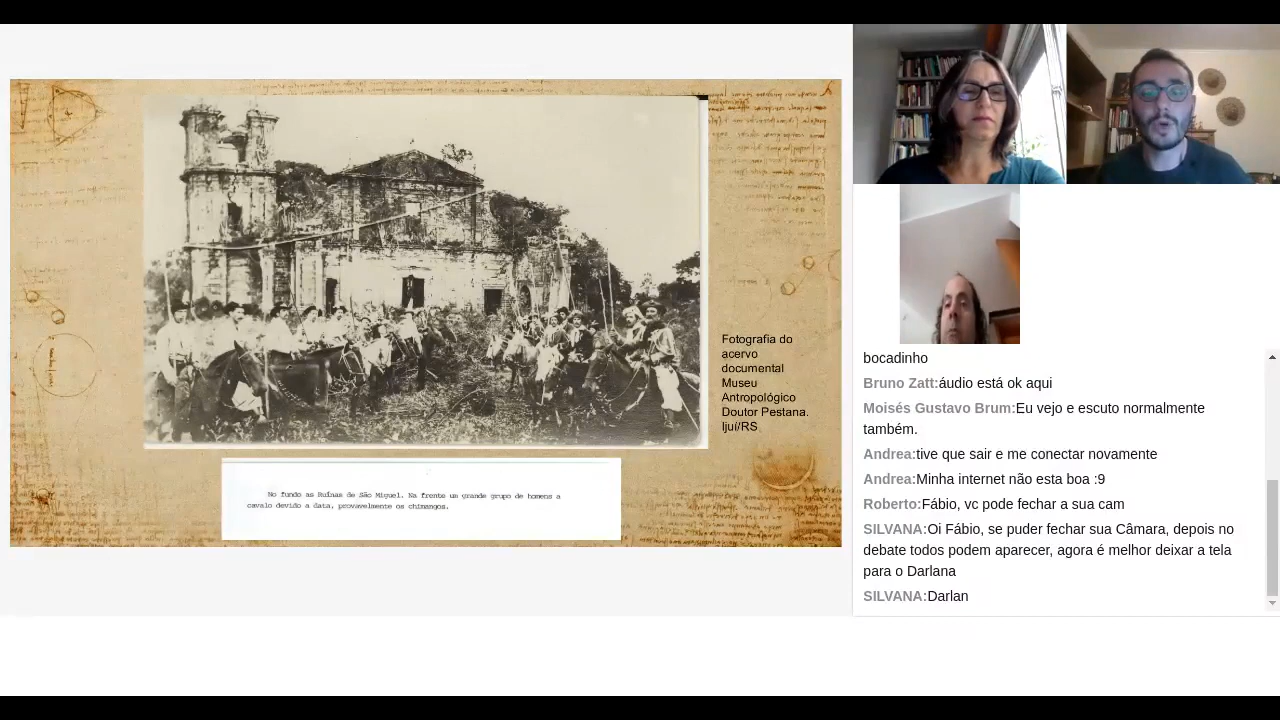 Fotografia do
acervo
documental
Museu
Antropológico
Doutor Pestana.
Ijuí/RS
No fundo as Ruínas de São Miguel. Na frente um grande grupo de homens a
cavalo devido a data, provavelmente os chimangos.
bocadinho
Bruno Zatt:áudio está ok aqui
Moisés Gustavo Brum:Eu vejo e escuto normalmente
também.
Andrea:tive que sair e me conectar novamente
Andrea:Minha internet não esta boa :9
Roberto:Fábio, vc pode fechar a sua cam
SILVANA:Oi Fábio, se puder fechar sua Câmara, depois no
debate todos podem aparecer, agora é melhor deixar a tela
para o Darlana
SILVANA:Darlan